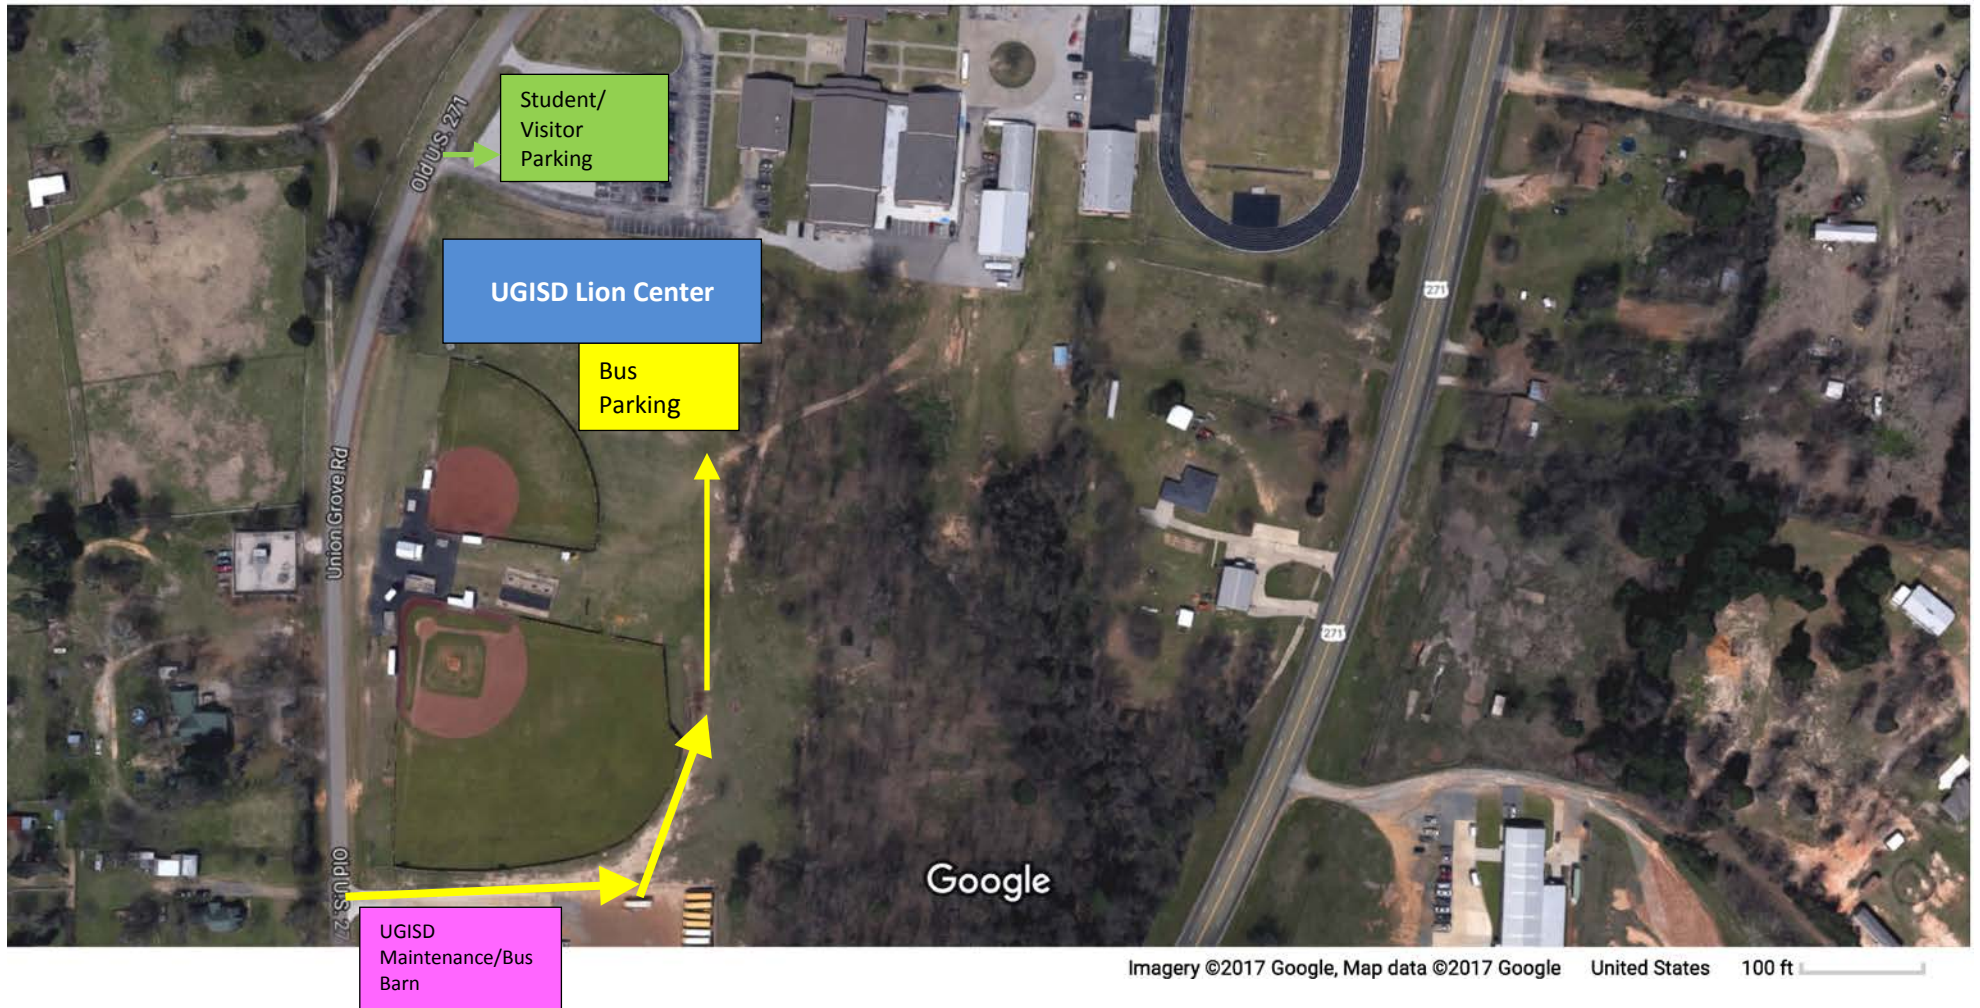 Student/
Visitor
Parking
Old U.S. 271
UGISD Lion Center
271
Bus
Parking
Union Grove Rd
271
Google
Old U.S. 27
UGISD
Maintenance/Bus
Barn
Imagery ©2017 Google, Map data ©2017 Google United States 100 ft